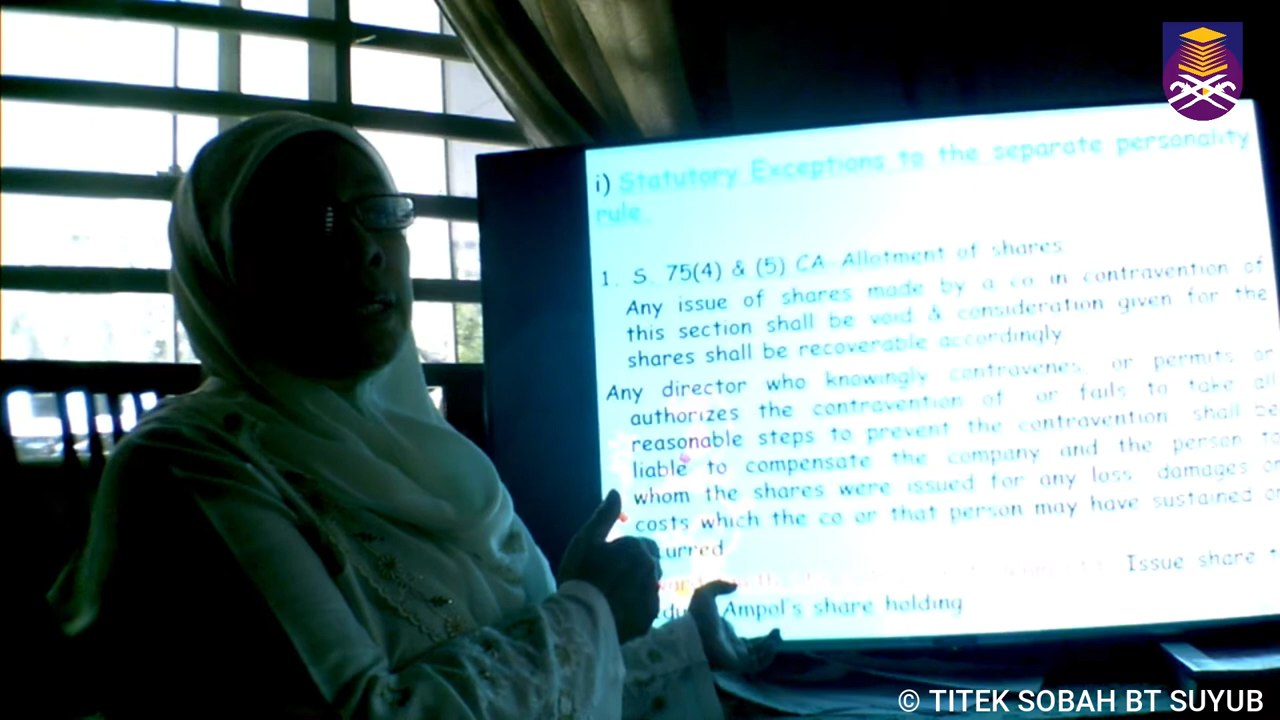 i) Statutory Exceptions to the separate personality
rule.
1. S. 75(4) & (5) CA-Allotment of shares:
Any issue of shares made by a co in contravention of
this section shall be void & consideration given for the
shares shall be recoverable accordingly
Any director who knowingly contravenes, or permits or
authorizes the contravention of, or fails to take all
reasonable steps to prevent the contravention shall be
liable to compensate the company and the person to
whom the shares were issued for any loss, damages or
costs which the co or that person may have sustained or
curred
Issue share t
Ampol's share holding
© TITEK SOBAH BT SUYUB